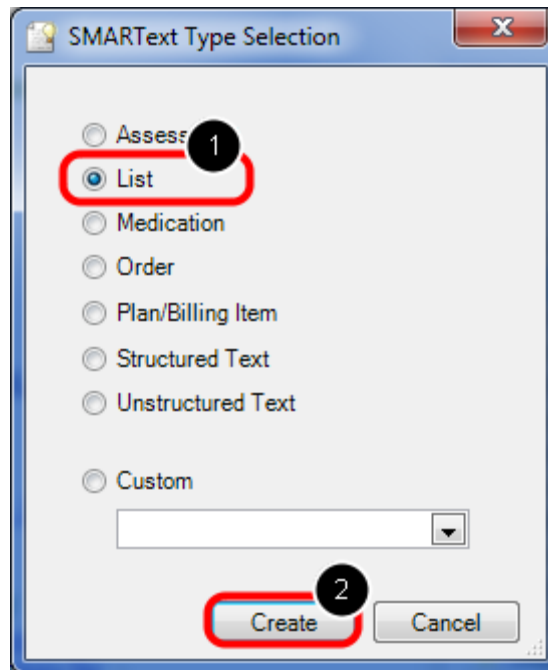 SMARText Type Selection
1
List
Medication
Order
Plan/Billing Item
Structured Text
Unstructured Text
Custom
2
Create Cancel